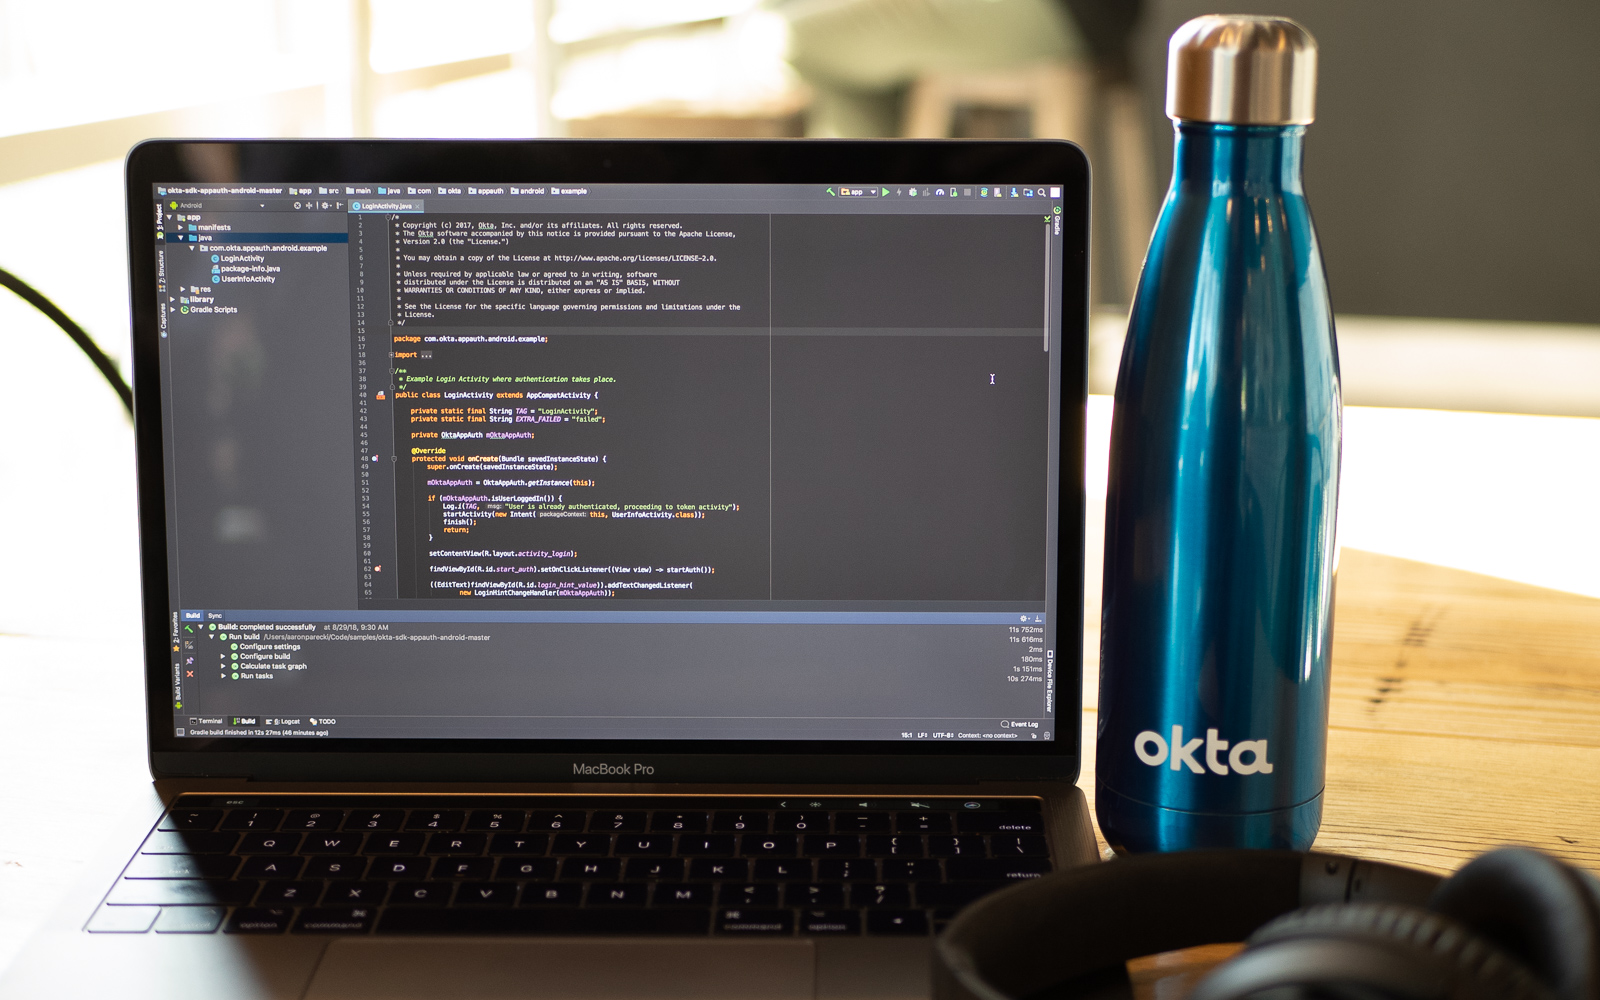 okta-sdk-appauth-android-master app src main java com okta appauth android example
app
Android
LoginActivity.java
1: Project
app
manifests
java
com.okta.appauth.android.example
LoginActivity
package-info.java
UserInfoActivity
res
library
Gradle Scripts
Z: Structure
Captures
Gradle
1 /*
2 * Copyright (c) 2017, Okta, Inc. and/or its affiliates. All rights reserved.
3 * The Okta software accompanied by this notice is provided pursuant to the Apache License,
4 * Version 2.0 (the "License.")
5 *
6 * You may obtain a copy of the License at http://www.apache.org/licenses/LICENSE-2.0.
7 *
8 * Unless required by applicable law or agreed to in writing, software
9 * distributed under the License is distributed on an "AS IS" BASIS, WITHOUT
10 * WARRANTIES OR CONDITIONS OF ANY KIND, either express or implied.
11 *
12 * See the License for the specific language governing permissions and limitations under the
13 * License.
14 */
15
16 package com.okta.appauth.android.example;
17
18 import ...
36
37 /**
38 * Example Login Activity where authentication takes place.
39 */
40 public class LoginActivity extends AppCompatActivity {
41
42 private static final String TAG = "LoginActivity";
43 private static final String EXTRA_FAILED = "failed";
44
45 private OktaAppAuth mOktaAppAuth;
46
47 @Override
48 protected void onCreate(Bundle savedInstanceState) {
49 super.onCreate(savedInstanceState);
50
51 mOktaAppAuth = OktaAppAuth.getInstance(this);
52
53 if (mOktaAppAuth.isUserLoggedIn()) {
54 Log.i(TAG, msg: "User is already authenticated, proceeding to token activity");
55 startActivity(new Intent( packageContext: this, UserInfoActivity.class));
56 finish();
57 return;
58 }
59
60 setContentView(R.layout.activity_login);
61
62 findViewById(R.id.start_auth).setOnClickListener((View view) -> startAuth());
63
64 ((EditText)findViewById(R.id.login_hint_value)).addTextChangedListener(
65 new LoginHintChangeHandler(mOktaAppAuth));
Build Sync
Build: completed successfully at 8/29/18, 9:30 AM 11s 752ms
Run build /Users/aaronparecki/Code/samples/okta-sdk-appauth-android-master 11s 616ms
Configure settings 2ms
Configure build 180ms
Calculate task graph 1s 151ms
Run tasks 10s 274ms
2: Favorites
Build Variants
Device File Explorer
Terminal Build 6: Logcat TODO Event Log
Gradle build finished in 12s 27ms (46 minutes ago) 15:1 LF UTF-8 Context: <no context>
MacBook Pro
okta
esc
~ ! @ # $ % ^ & * ( ) _ +
1 2 3 4 5 6 7 8 9 0 - = delete
Q W E R T Y U I O P { [ } ] | \
A S D F G H J K L : ; return
Z X C V B N M < > ? /
option command command option